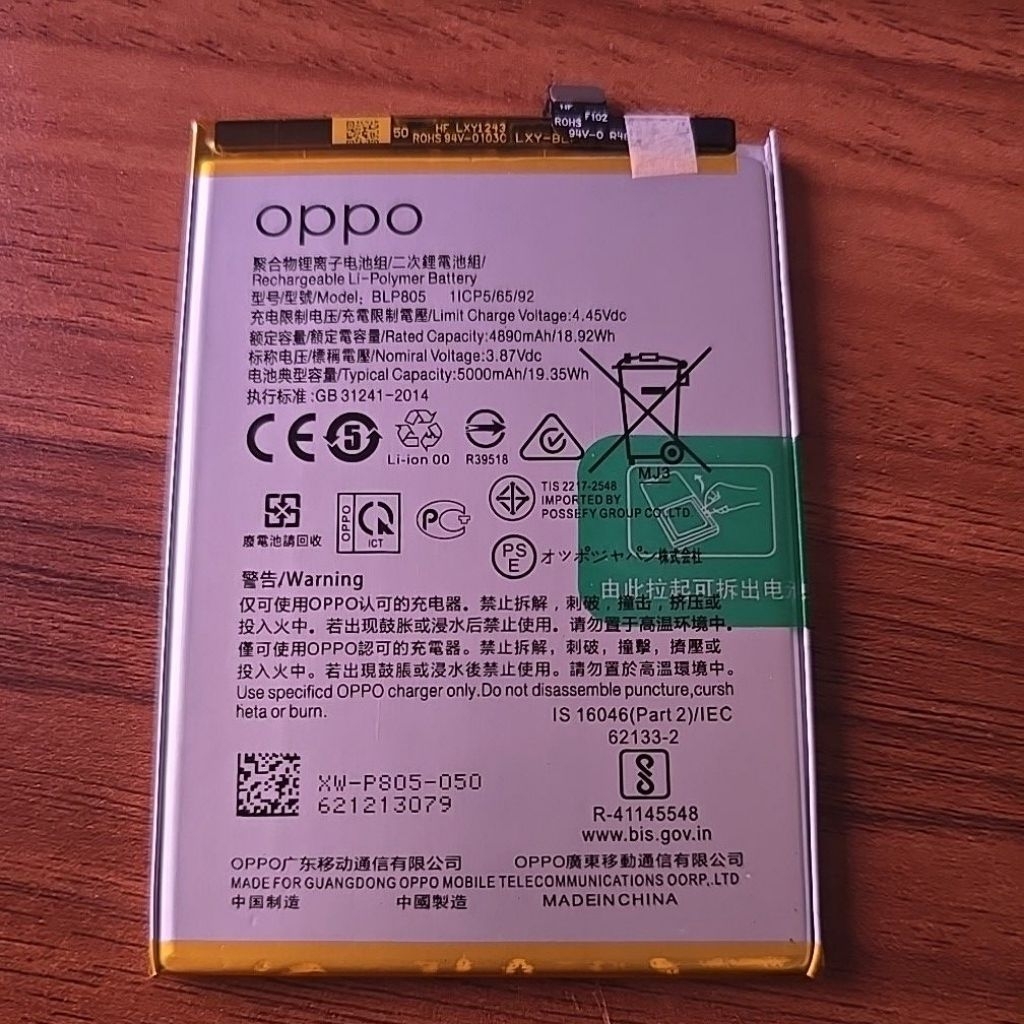 50 HF LXY1243
ROHS 94V-0103C LXY-BL
HF
ROHS F102
94V-0 R4
oppo
聚合物锂离子电池组/二次鋰電池組/
Rechargeable Li-Polymer Battery
型号/型號/Model: BLP805 1ICP5/65/92
充电限制电压/充電限制電壓/Limit Charge Voltage:4.45Vdc
额定容量/額定電容量/Rated Capacity:4890mAh/18.92Wh
标称电压/標稱電壓/Nomiral Voltage:3.87Vdc
电池典型容量/Typical Capacity:5000mAh/19.35Wh
执行标准:GB 31241-2014
CE 5
Li-ion 00 R39518
MJ3
TIS 2217-2548
IMPORTED BY
POSSEFY GROUP CO.,LTD.
廢電池請回收
OPPO
ICT
PS
E
オツポジャパン株式会社
由此拉起可拆出电池
警告/Warning
仅可使用OPPO认可的充电器。禁止拆解，刺破，撞击，挤压或
投入火中。若出现鼓胀或浸水后禁止使用。请勿置于高温环境中。
僅可使用OPPO認可的充電器。禁止拆解，刺破，撞擊，擠壓或
投入火中。若出現鼓脹或浸水後禁止使用。請勿置於高溫環境中。
Use specificd OPPO charger only.Do not disassemble puncture,cursh
heta or burn.
IS 16046(Part 2)/IEC
62133-2
XW-P805-050
621213079
R-41145548
www.bis.gov.in
OPPO广东移动通信有限公司 OPPO廣東移動通信有限公司
MADE FOR GUANGDONG OPPO MOBILE TELECOMMUNICATIONS OORP,.LTD
中国制造 中國製造 MADEINCHINA